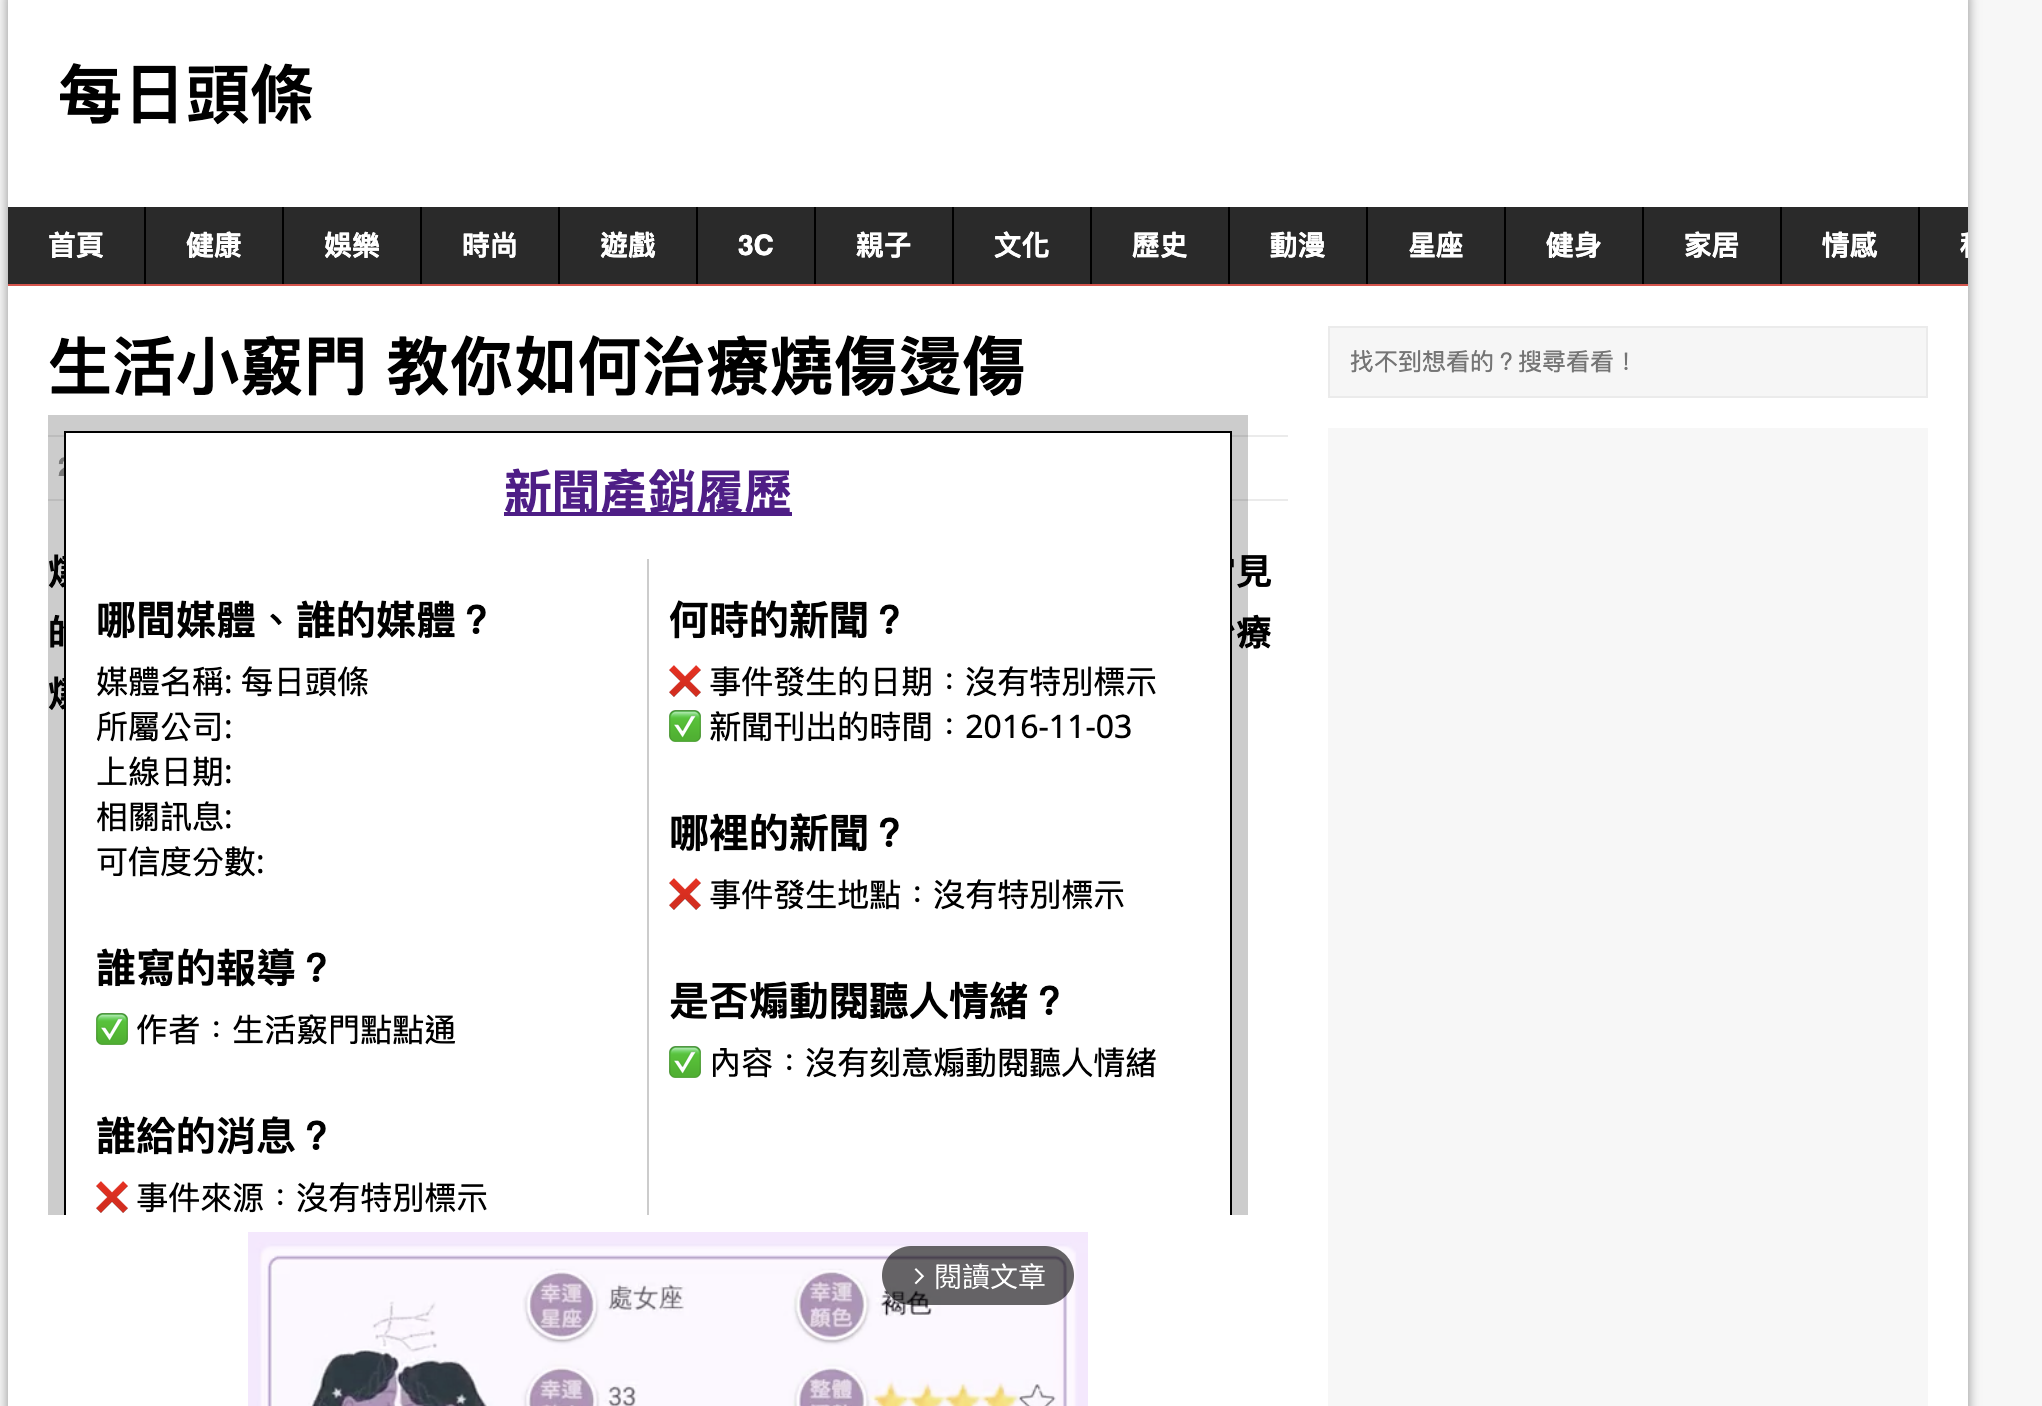 每日頭條
首頁 健康 娛樂 時尚 遊戲 3C 親子 文化 歷史 動漫 星座 健身 家居 情感
生活小竅門 教你如何治療燒傷燙傷
找不到想看的？搜尋看看！
新聞產銷履歷
哪間媒體、誰的媒體？
媒體名稱: 每日頭條
所屬公司:
上線日期:
相關訊息:
可信度分數:
誰寫的報導？
✅ 作者：生活竅門點點通
誰給的消息？
❌ 事件來源：沒有特別標示
何時的新聞？
❌ 事件發生的日期：沒有特別標示
✅ 新聞刊出的時間：2016-11-03
哪裡的新聞？
❌ 事件發生地點：沒有特別標示
是否煽動閱聽人情緒？
✅ 內容：沒有刻意煽動閱聽人情緒
見
療
閱讀文章
幸運星座 處女座
幸運顏色 褐色
幸運 33
整體